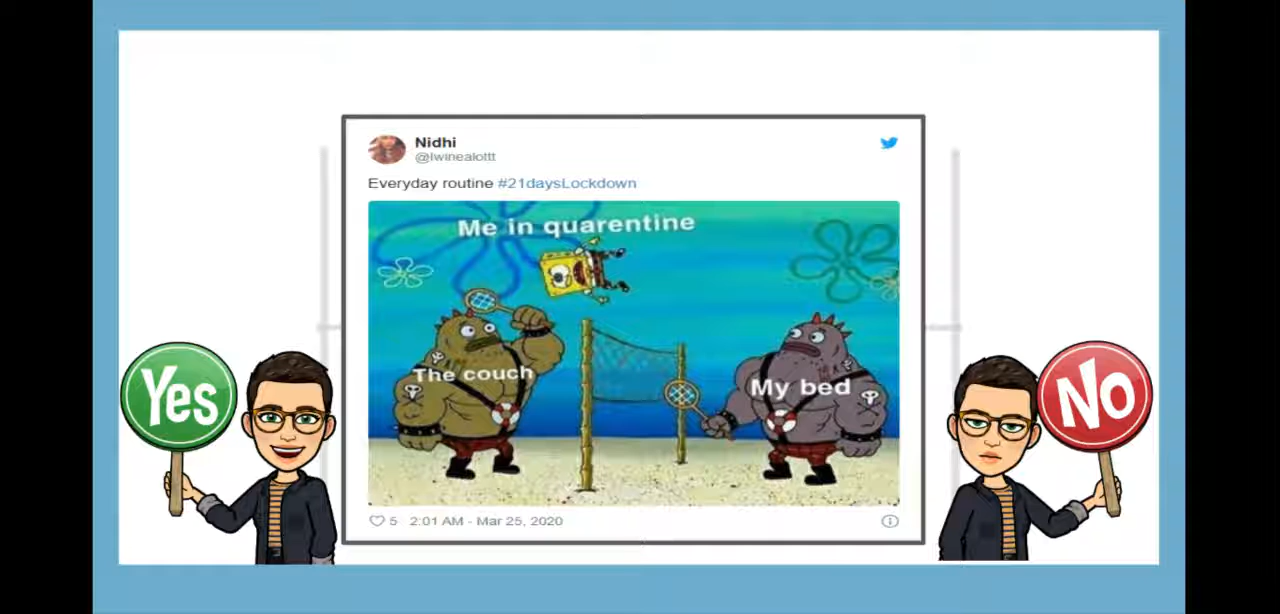 Nidhi
@lwinealottt
Everyday routine #21daysLockdown
Me in quarentine
The couch
My bed
Yes
No
5 2:01 AM - Mar 25, 2020